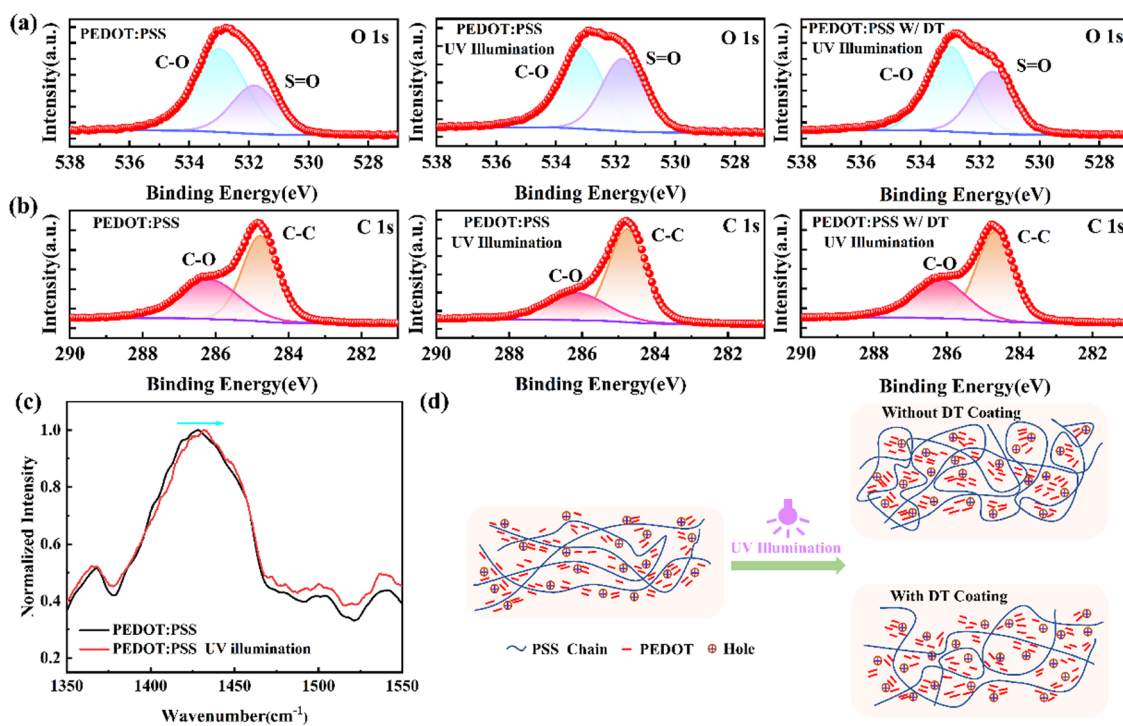 (a)
PEDOT:PSS
O 1s
C-O
S=O
Intensity(a.u.)
538 536 534 532 530 528
Binding Energy(eV)
PEDOT:PSS
UV Illumination
O 1s
C-O
S=O
Intensity(a.u.)
538 536 534 532 530 528
Binding Energy(eV)
PEDOT:PSS W/ DT
UV Illumination
O 1s
C-O
S=O
Intensity(a.u.)
538 536 534 532 530 528
Binding Energy(eV)
(b)
PEDOT:PSS
C 1s
C-O
C-C
Intensity(a.u.)
290 288 286 284 282
Binding Energy(eV)
PEDOT:PSS
UV Illumination
C 1s
C-O
C-C
Intensity(a.u.)
290 288 286 284 282
Binding Energy(eV)
PEDOT:PSS W/ DT
UV Illumination
C 1s
C-O
C-C
Intensity(a.u.)
290 288 286 284 282
Binding Energy(eV)
(c)
Normalized Intensity
1.0
0.8
0.6
0.4
0.2
PEDOT:PSS
PEDOT:PSS UV illumination
1350 1400 1450 1500 1550
Wavenumber(cm⁻¹)
(d)
Without DT Coating
UV Illumination
With DT Coating
PSS Chain PEDOT Hole